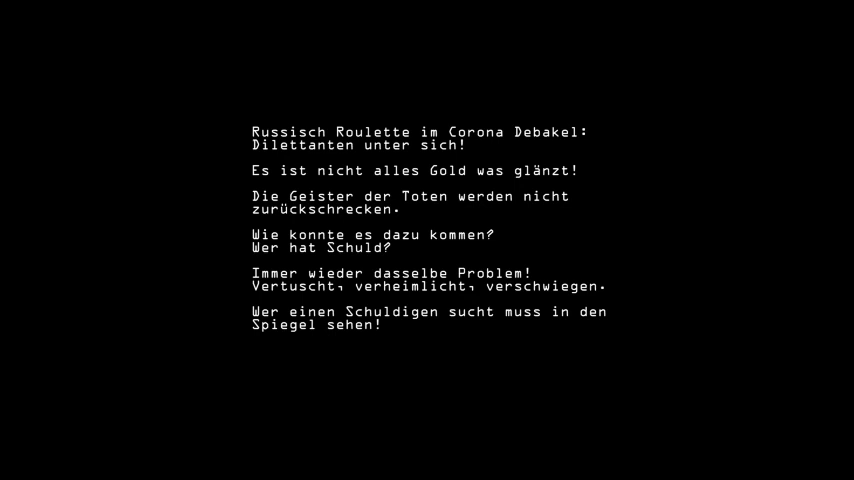 Russisch Roulette im Corona Debakel:
Dilettanten unter sich!
Es ist nicht alles Gold was glänzt!
Die Geister der Toten werden nicht
zurückschrecken.
Wie konnte es dazu kommen?
Wer hat Schuld?
Immer wieder dasselbe Problem!
Vertuscht, verheimlicht, verschwiegen.
Wer einen Schuldigen sucht muss in den
Spiegel sehen!